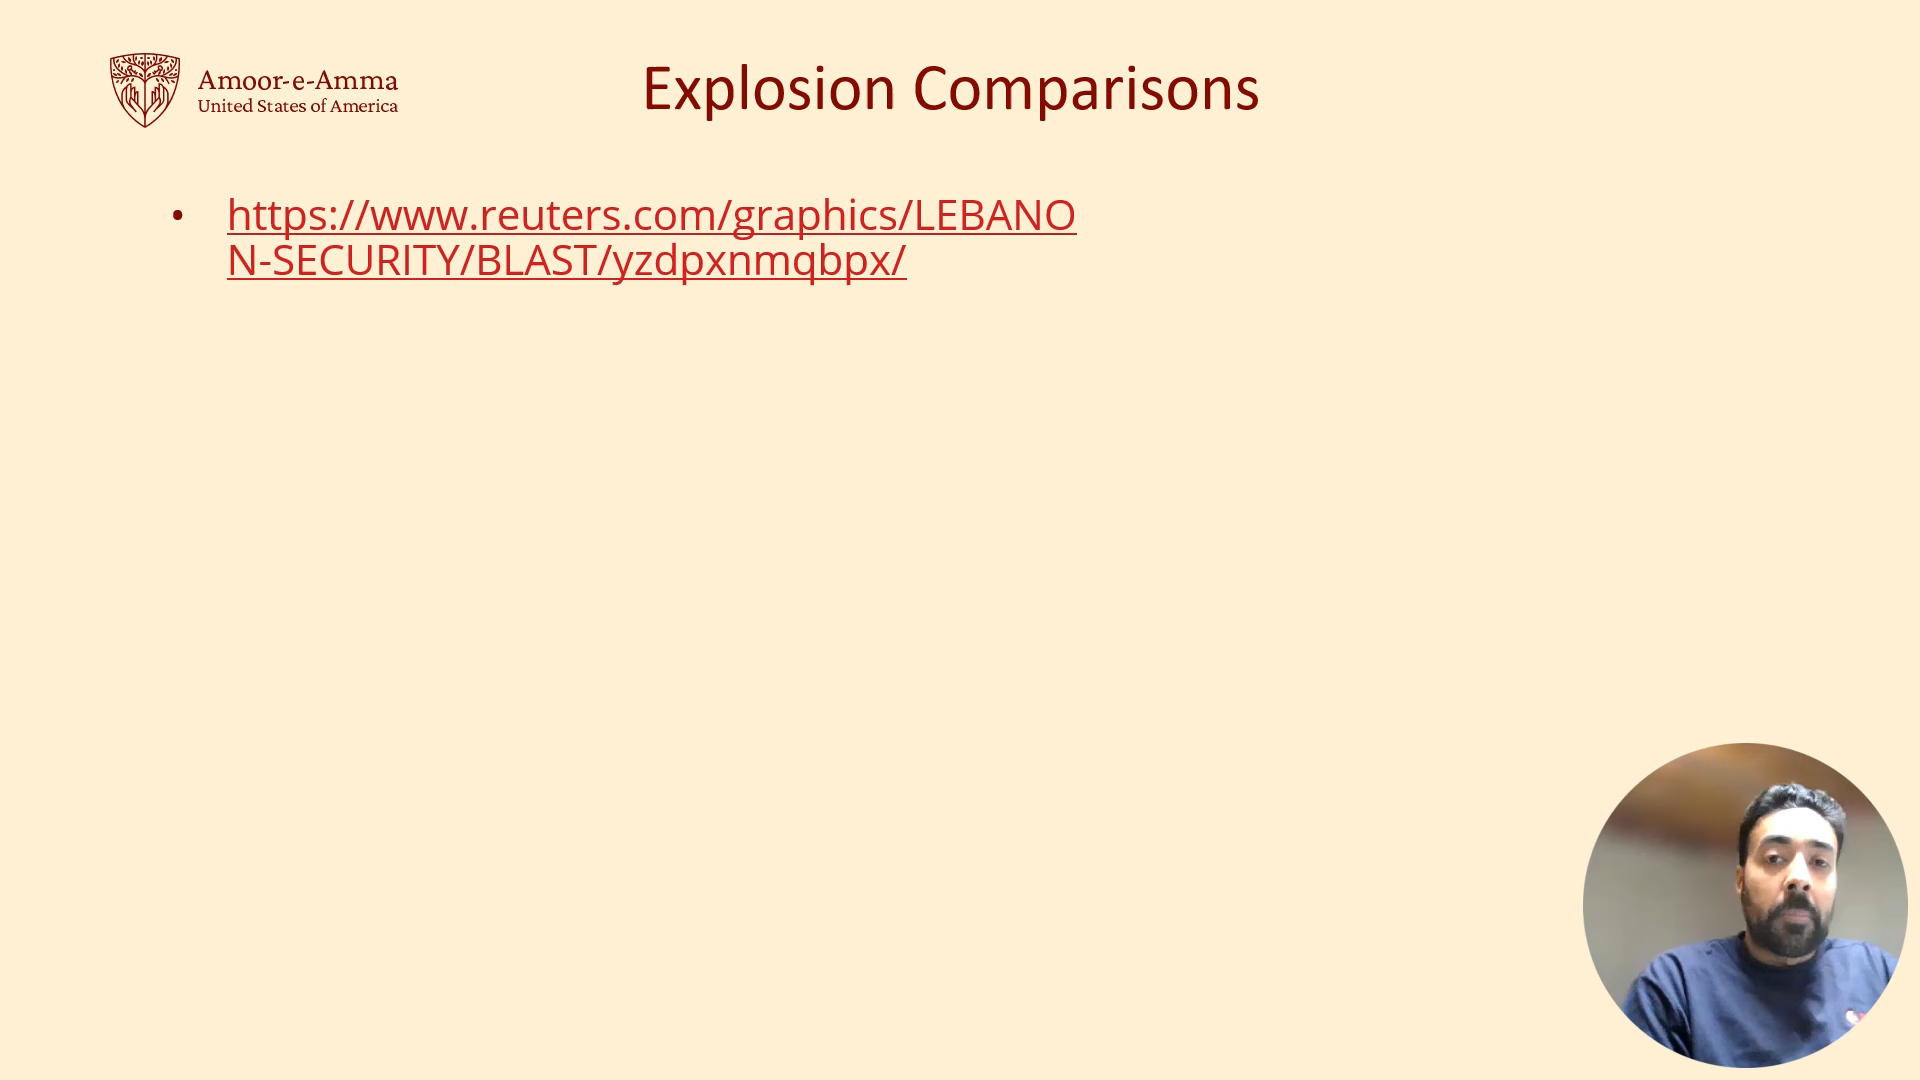 Amoor-e-Amma
United States of America
Explosion Comparisons
• https://www.reuters.com/graphics/LEBANO
N-SECURITY/BLAST/yzdpxnmqbpx/